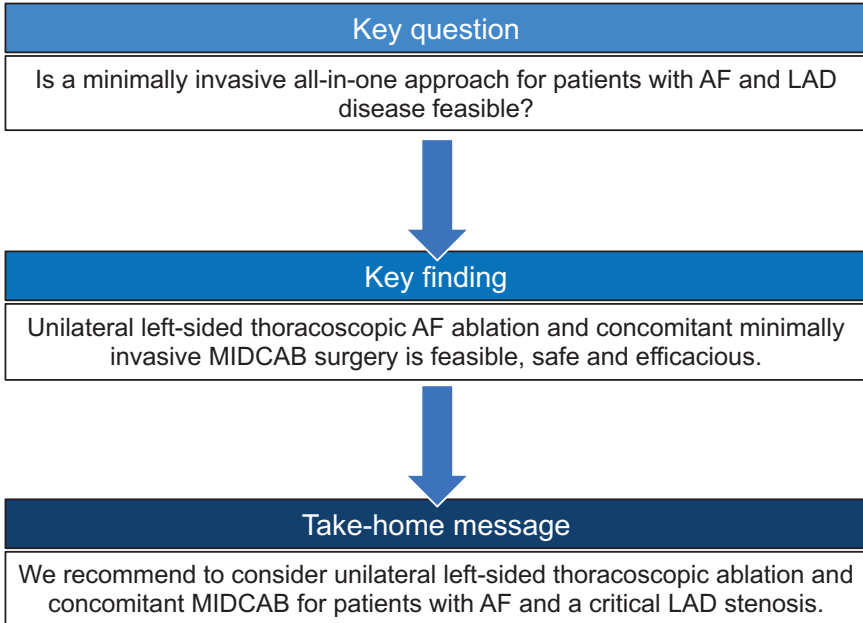 Key question
Is a minimally invasive all-in-one approach for patients with AF and LAD
disease feasible?
Key finding
Unilateral left-sided thoracoscopic AF ablation and concomitant minimally
invasive MIDCAB surgery is feasible, safe and efficacious.
Take-home message
We recommend to consider unilateral left-sided thoracoscopic ablation and
concomitant MIDCAB for patients with AF and a critical LAD stenosis.